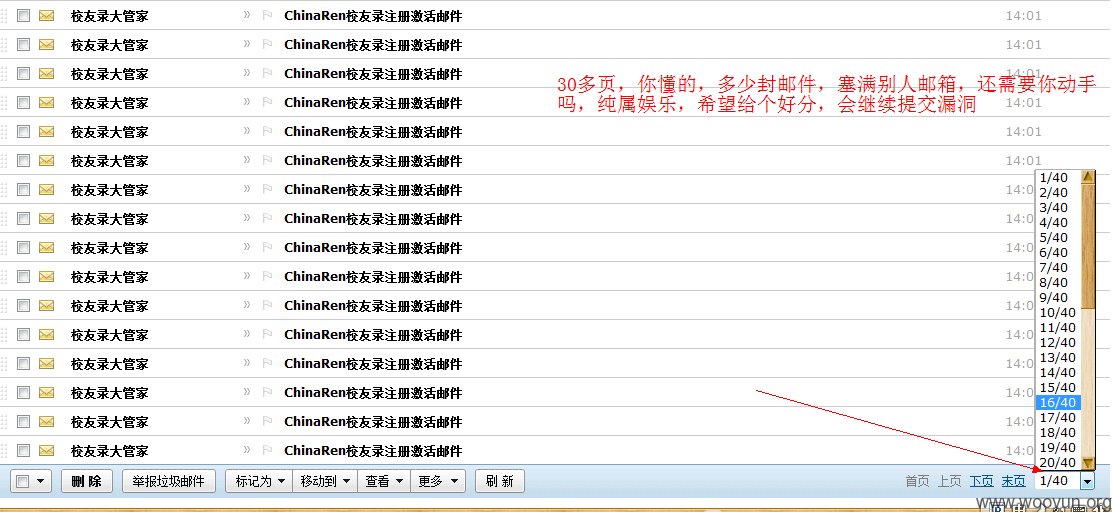 校友录大管家 » ChinaRen校友录注册激活邮件 14:01
校友录大管家 » ChinaRen校友录注册激活邮件 14:01
校友录大管家 » ChinaRen校友录注册激活邮件 14:01
30多页，你懂的，多少封邮件，塞满别人邮箱，还需要你动手
吗，纯属娱乐，希望给个好分，会继续提交漏洞
校友录大管家 » ChinaRen校友录注册激活邮件 14:01
校友录大管家 » ChinaRen校友录注册激活邮件 14:01
校友录大管家 » ChinaRen校友录注册激活邮件 14:01
校友录大管家 » ChinaRen校友录注册激活邮件 14:0
校友录大管家 » ChinaRen校友录注册激活邮件 14:0
校友录大管家 » ChinaRen校友录注册激活邮件 14:0
校友录大管家 » ChinaRen校友录注册激活邮件 14:0
校友录大管家 » ChinaRen校友录注册激活邮件 14:0
校友录大管家 » ChinaRen校友录注册激活邮件 14:0
校友录大管家 » ChinaRen校友录注册激活邮件 14:0
校友录大管家 » ChinaRen校友录注册激活邮件 14:0
校友录大管家 » ChinaRen校友录注册激活邮件 14:0
校友录大管家 » ChinaRen校友录注册激活邮件 14:0
1/40
2/40
3/40
4/40
5/40
6/40
7/40
8/40
9/40
10/40
11/40
12/40
13/40
14/40
15/40
16/40
17/40
18/40
19/40
20/40
删 除 举报垃圾邮件 标记为 移动到 查看 更多 刷 新 首页 上页 下页 末页 1/40
www.wooyun.org